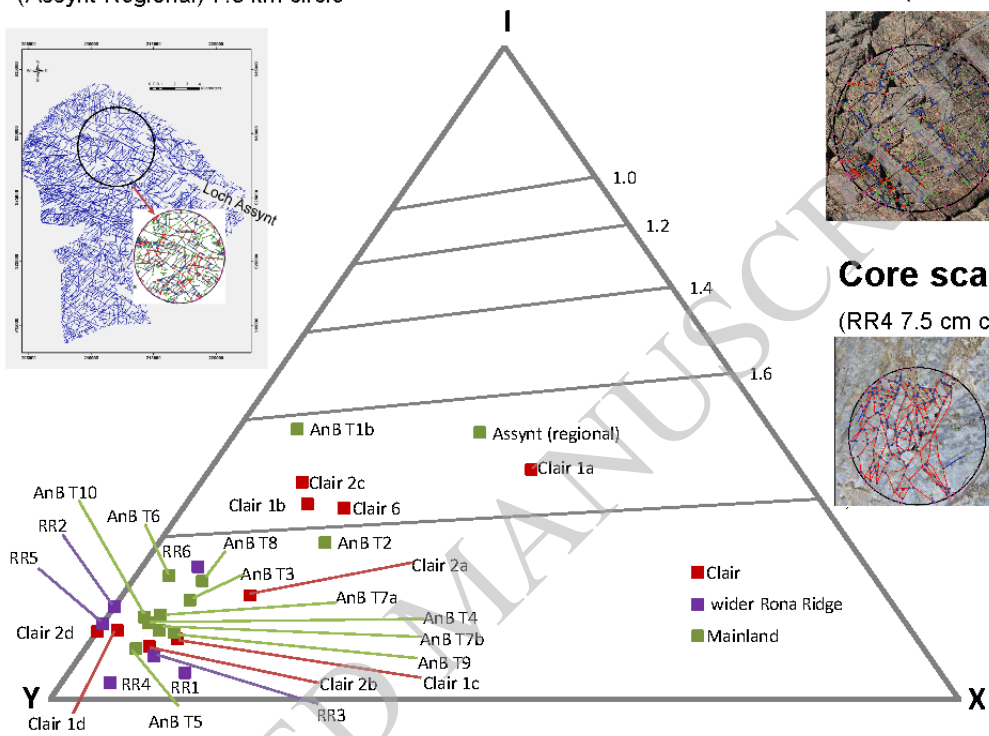 (Assynt Regional) 7.5 km circle
I
Loch Assynt
1.0
1.2
1.4
1.6
Core sca
(RR4 7.5 cm c
AnB T1b
Assynt (regional)
Clair 1a
Clair 2c
Clair 1b
Clair 6
AnB T10
AnB T6
RR2
RR5
RR6
AnB T8
AnB T2
AnB T3
Clair 2a
AnB T7a
AnB T4
AnB T7b
AnB T9
Clair 2d
Clair 1c
Clair 2b
RR4
RR1
RR3
Clair 1d
AnB T5
Clair
wider Rona Ridge
Mainland
Y
X
ED MANUSCRI